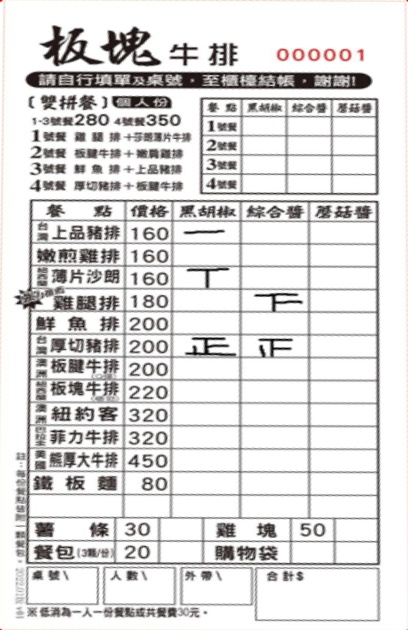 板塊牛排 000001
請自行填單及桌號，至櫃檯結帳，謝謝!
〔雙拼餐〕個人份
1-3號餐280 4號餐350
1號餐 雞腿排+莎朗薄片牛排
2號餐 板腱牛排+嫩肩雞排
3號餐 鮮魚排+上品豬排
4號餐 厚切豬排+板腱牛排
餐點 黑胡椒 綜合醬 蘑菇醬
1號餐
2號餐
3號餐
4號餐
餐點 價格 黑胡椒 綜合醬 蘑菇醬
台灣 上品豬排 160 一
嫩煎雞排 160
紐西蘭 薄片沙朗 160 丅
雞腿排 180 下
鮮魚排 200
台灣 厚切豬排 200 正 正
澳洲 板腱牛排 200
紐西蘭 板塊牛排 220
澳洲 紐約客 320
巴拉圭 菲力牛排 320
美國 熊厚大牛排 450
鐵板麵 80
薯條 30 雞塊 50
餐包(3顆/份) 20 購物袋
桌號\ 人數\ 外帶\ 合計$
※低消為一人一份餐點或共餐費30元。
註：每份餐點皆附一顆餐包。